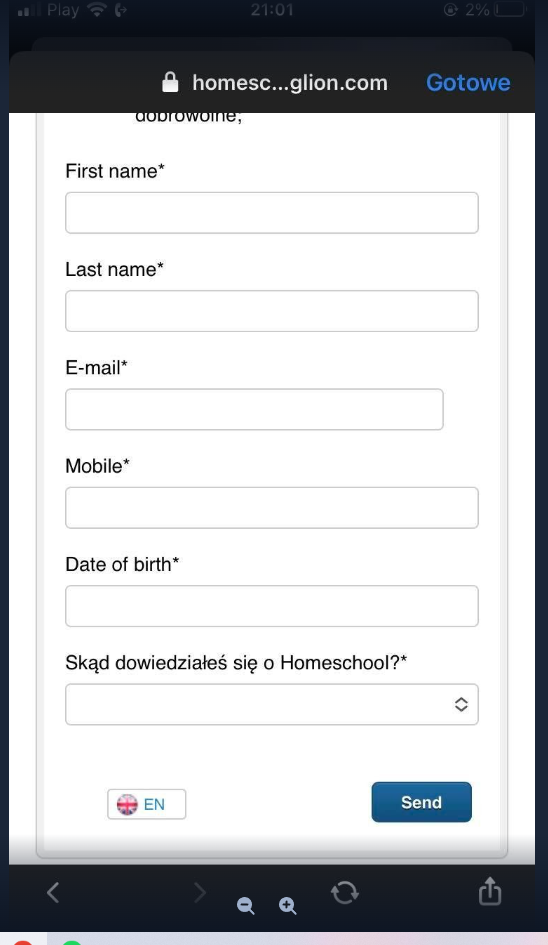 Play
21:01
2%
homesc...glion.com
Gotowe
dobrowolne;
First name*
Last name*
E-mail*
Mobile*
Date of birth*
Skąd dowiedziałeś się o Homeschool?*
EN
Send